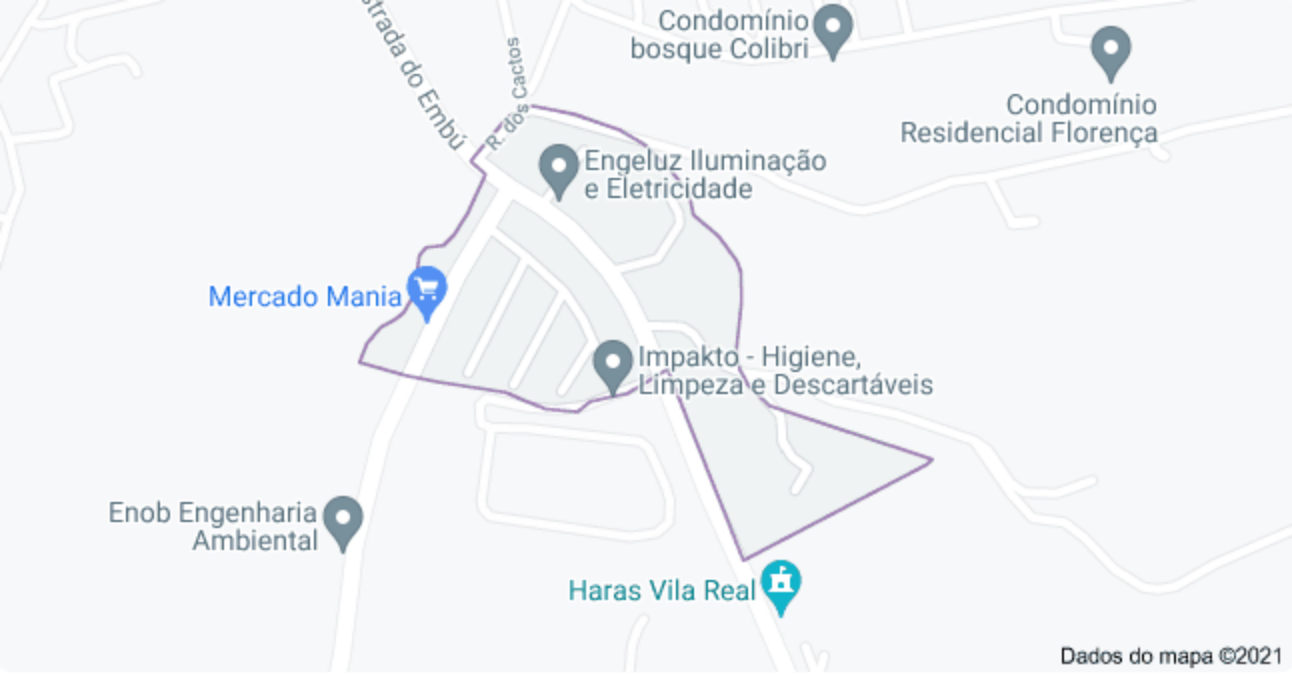 strada do Embú
R. dos Cactos
Condomínio
bosque Colibri
Condomínio
Residencial Florença
Engeluz Iluminação
e Eletricidade
Mercado Mania
Impakto - Higiene,
Limpeza e Descartáveis
Enob Engenharia
Ambiental
Haras Vila Real
Dados do mapa ©2021